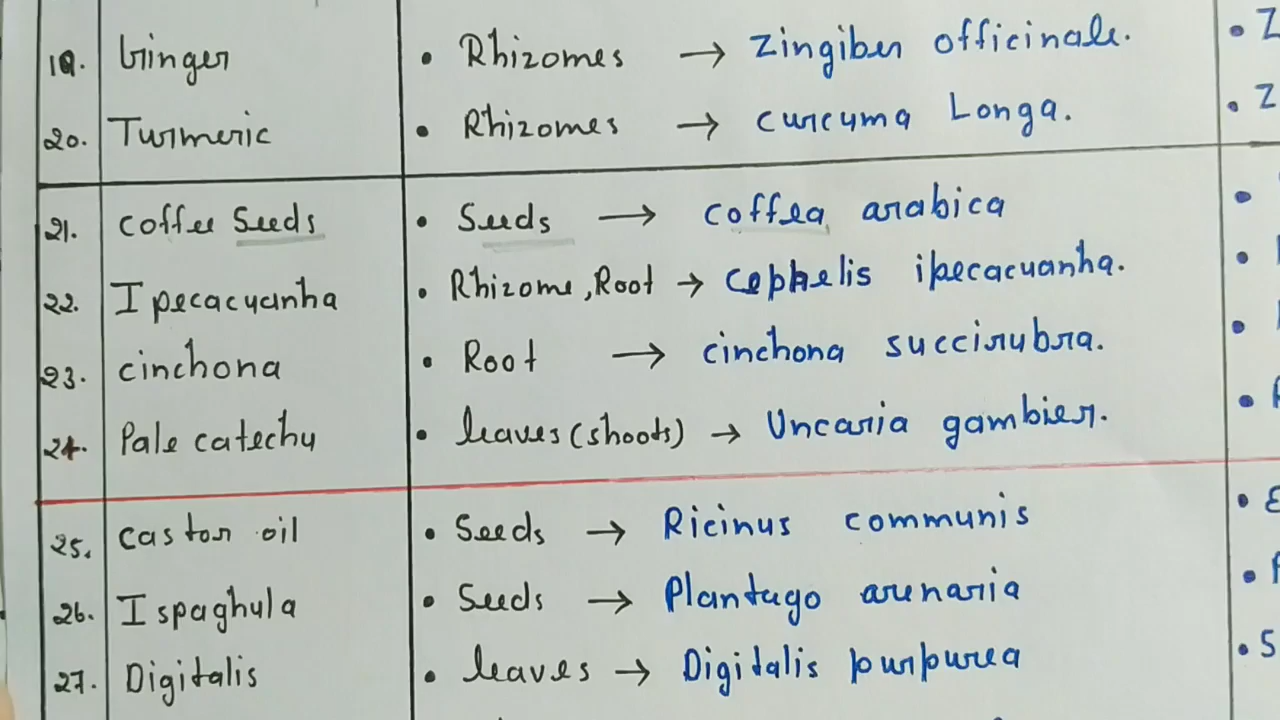 19. Ginger • Rhizomes → Zingiber officinale. • Z
20. Turmeric • Rhizomes → curcuma Longa. • Z
21. coffee Seeds • Seeds → coffea arabica •
22. Ipecacuanha • Rhizome, Root → cephelis ipecacuanha. •
23. cinchona • Root → cinchona succirubra. •
24. Pale catechu • leaves (shoots) → Uncaria gambier. •
25. castor oil • Seeds → Ricinus communis • E
26. Ispaghula • Seeds → Plantago arenaria •
27. Digitalis • leaves → Digitalis purpurea • S